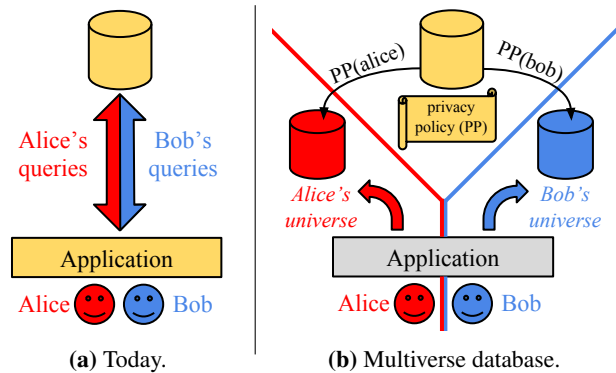 Alice's
queries
Bob's
queries
Application
Alice
Bob
(a) Today.
PP(alice)
PP(bob)
privacy
policy (PP)
Alice's
universe
Bob's
universe
Application
Alice
Bob
(b) Multiverse database.